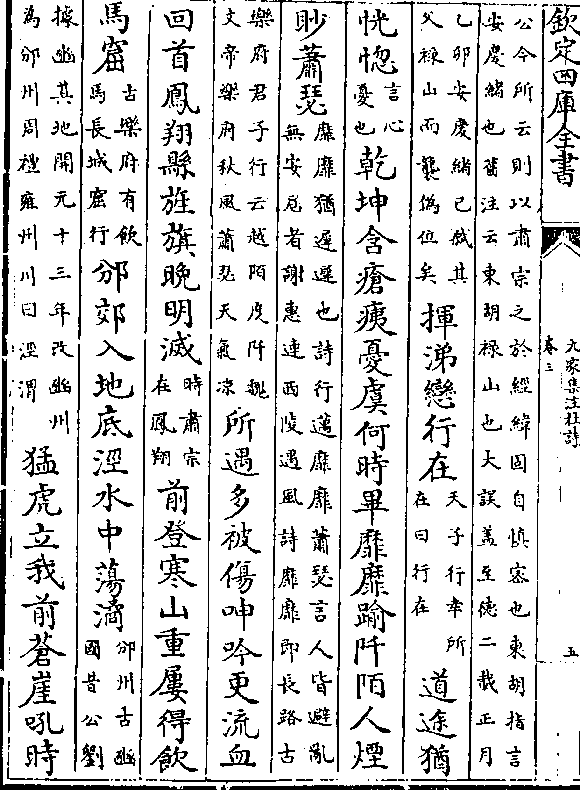 欽定四庫全書
九家集注杜詩
卷三
五
公今所云則以肅宗之於經緯固自慎密也東胡指言
安慶緒也舊注云東胡祿山也大誤蓋至德二載正月
乙卯安慶緒已弒其
父祿山而襲偽位矣
揮涕戀行在
天子行幸所
在曰行在
道途猶
恍惚
言心
憂也
乾坤含瘡痍憂虞何時畢靡靡踰阡陌人煙
眇蕭瑟
靡靡猶遲遲也詩行邁靡靡蕭瑟言人皆避亂
無安居者謝惠連西陵遇風詩靡靡即長路古
樂府君子行云越陌度阡魏
文帝樂府秋風蕭瑟天氣凉
所遇多被傷呻吟更流血
回首鳳翔縣旌旗晚明滅
時肅宗
在鳳翔
前登寒山重屢得飲
馬窟
古樂府有飲
馬長城窟行
邠郊入地底涇水中蕩潏
邠州古豳
國昔公劉
據豳其地開元十三年改豳州
為邠州周禮雍州川曰涇渭
猛虎立我前蒼崖吼時